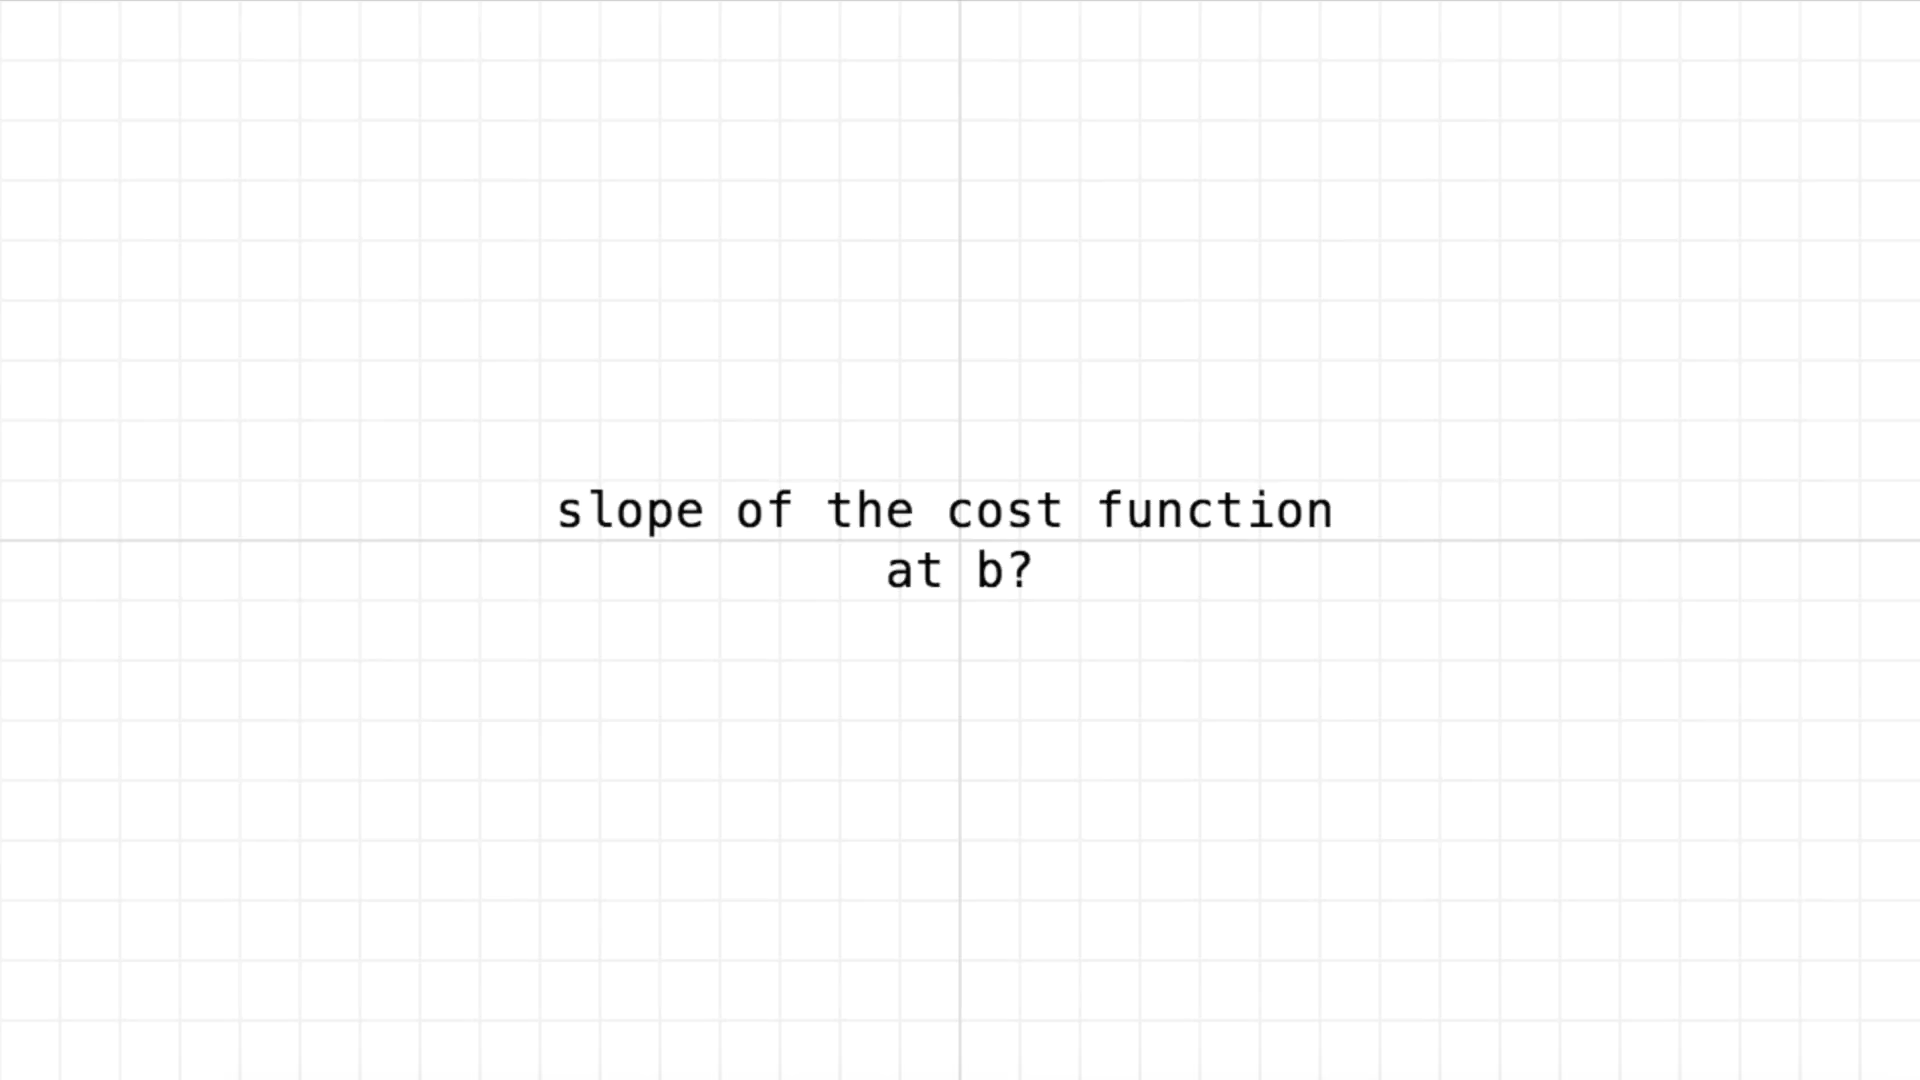 slope of the cost function
at b?